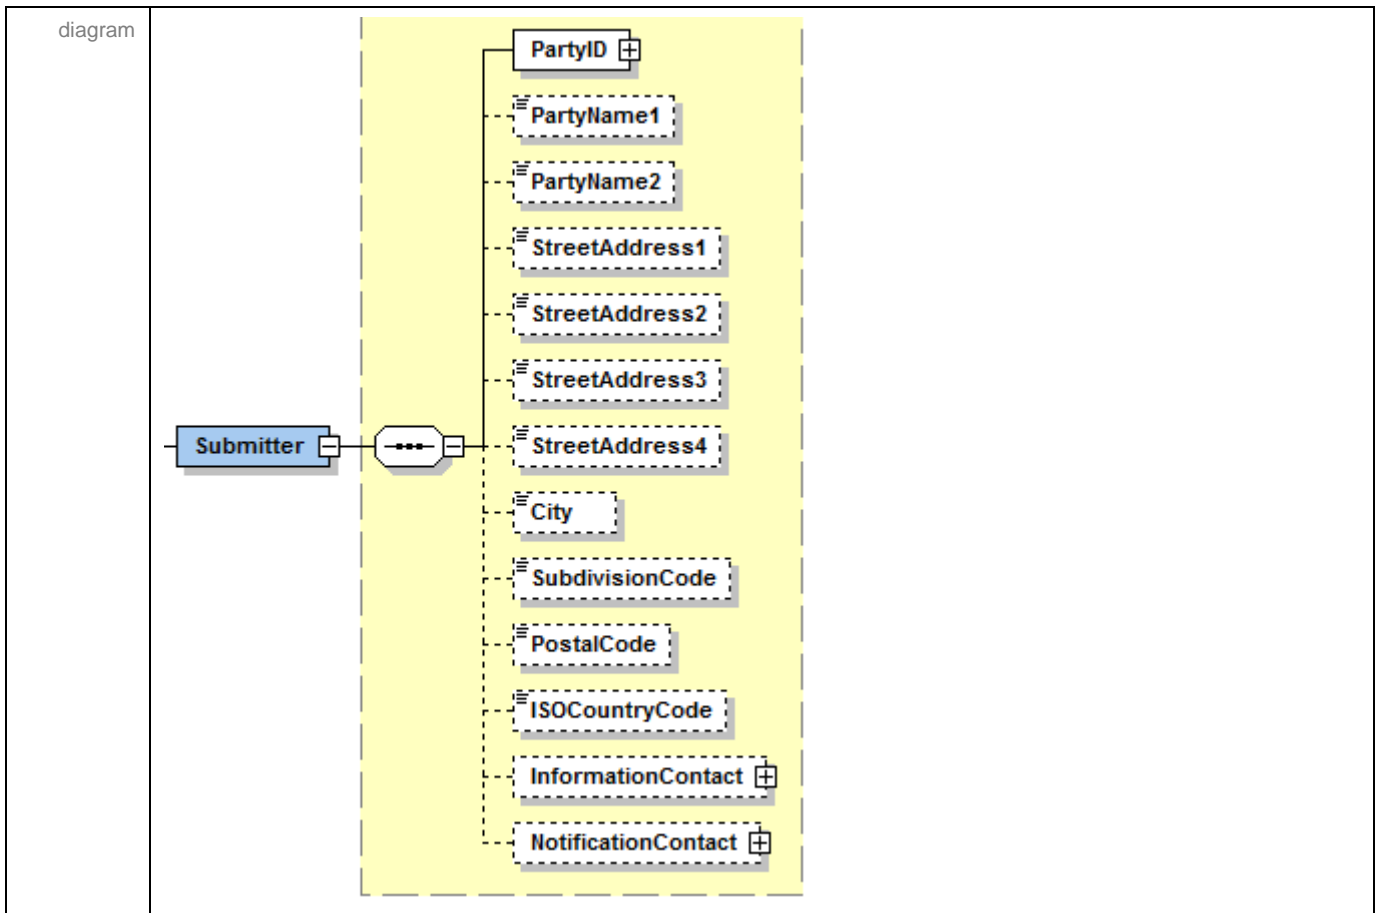 diagram
PartyID
PartyName1
PartyName2
StreetAddress1
StreetAddress2
StreetAddress3
Submitter
StreetAddress4
City
SubdivisionCode
PostalCode
ISOCountryCode
InformationContact
NotificationContact